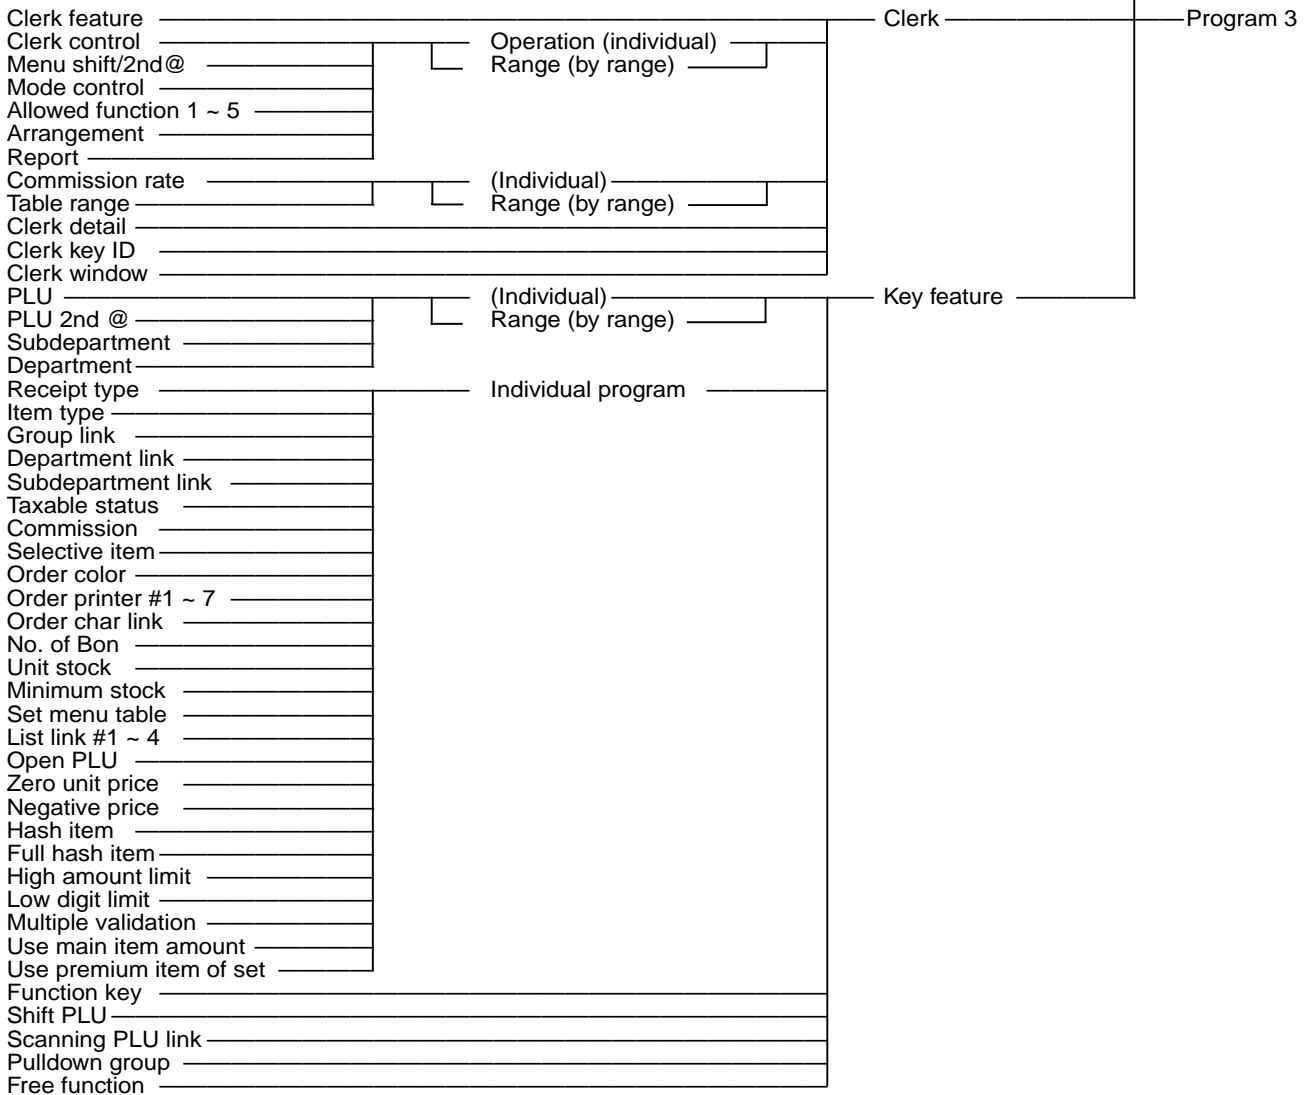 Clerk feature Clerk Program 3
Clerk control Operation (individual)
Menu shift/2nd@ Range (by range)
Mode control
Allowed function 1 ~ 5
Arrangement
Report
Commission rate (Individual)
Table range Range (by range)
Clerk detail
Clerk key ID
Clerk window
PLU (Individual) Key feature
PLU 2nd @ Range (by range)
Subdepartment
Department
Receipt type Individual program
Item type
Group link
Department link
Subdepartment link
Taxable status
Commission
Selective item
Order color
Order printer #1 ~ 7
Order char link
No. of Bon
Unit stock
Minimum stock
Set menu table
List link #1 ~ 4
Open PLU
Zero unit price
Negative price
Hash item
Full hash item
High amount limit
Low digit limit
Multiple validation
Use main item amount
Use premium item of set
Function key
Shift PLU
Scanning PLU link
Pulldown group
Free function